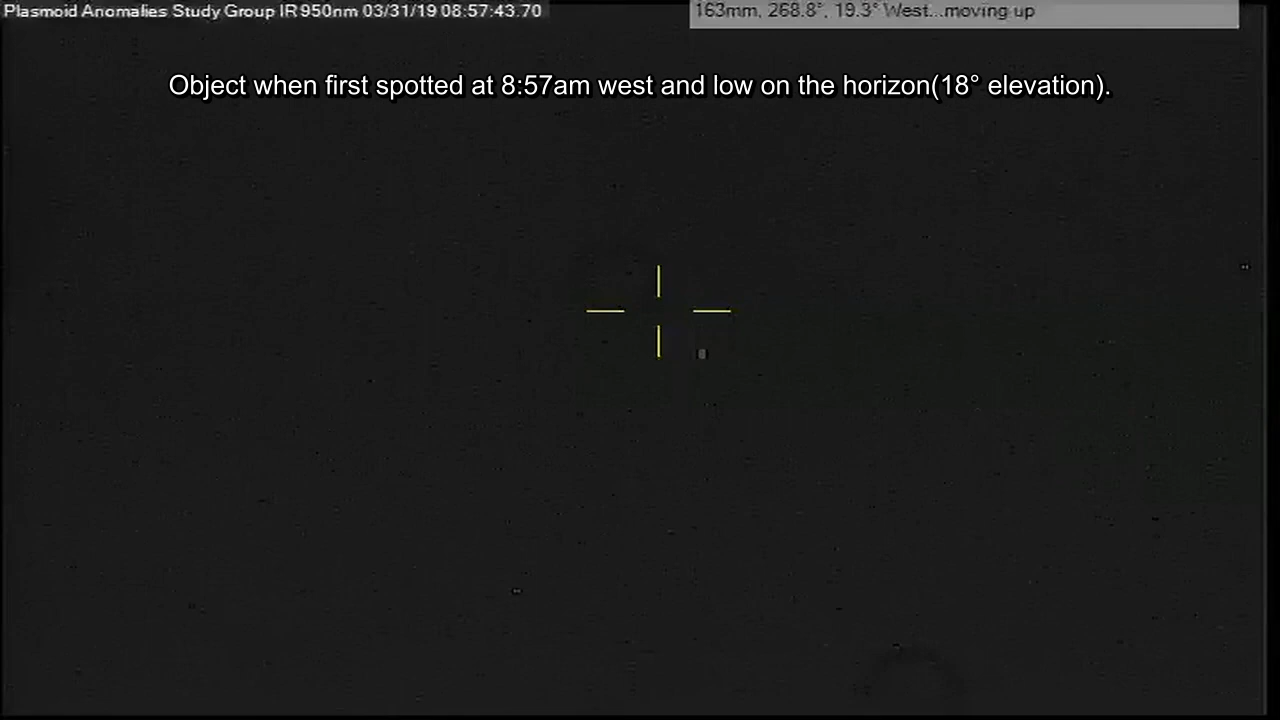 Plasmoid Anomalies Study Group IR 950nm 03/31/19 08:57:43.70
163mm, 268.8°, 19.3° West...moving up
Object when first spotted at 8:57am west and low on the horizon(18° elevation).